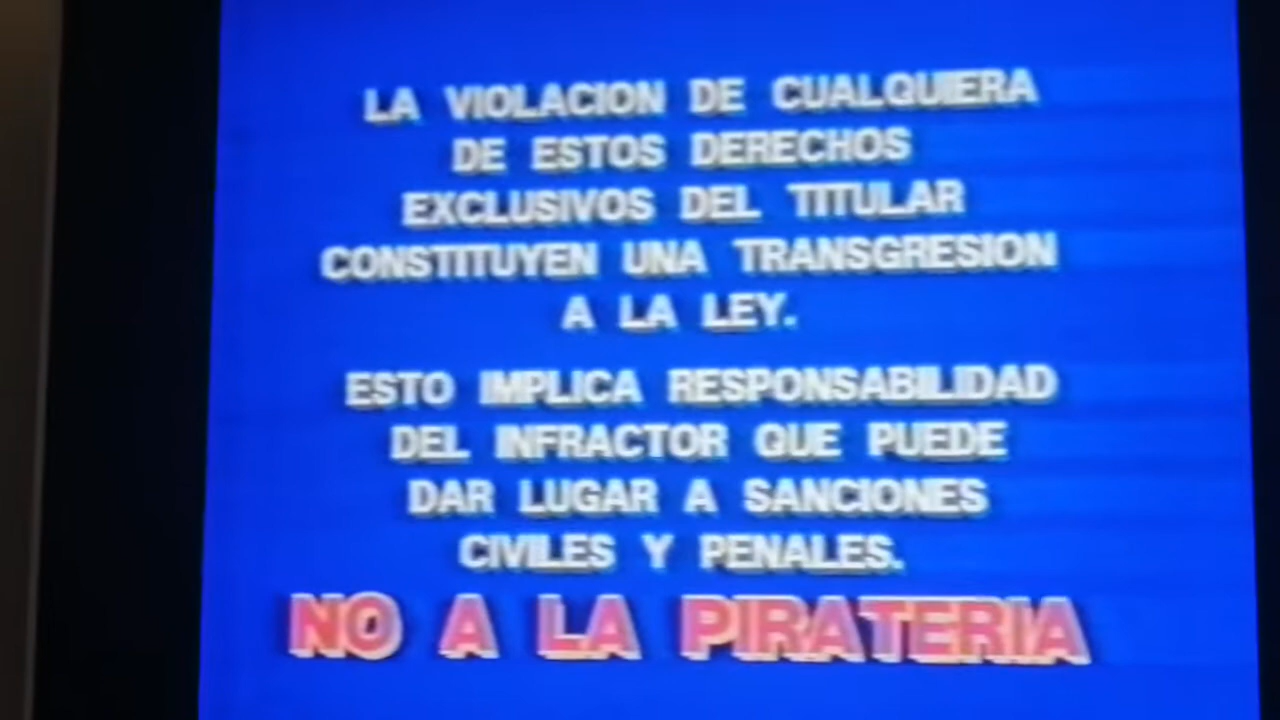 LA VIOLACION DE CUALQUIERA
DE ESTOS DERECHOS
EXCLUSIVOS DEL TITULAR
CONSTITUYEN UNA TRANSGRESION
A LA LEY.
ESTO IMPLICA RESPONSABILIDAD
DEL INFRACTOR QUE PUEDE
DAR LUGAR A SANCIONES
CIVILES Y PENALES.
NO A LA PIRATERIA